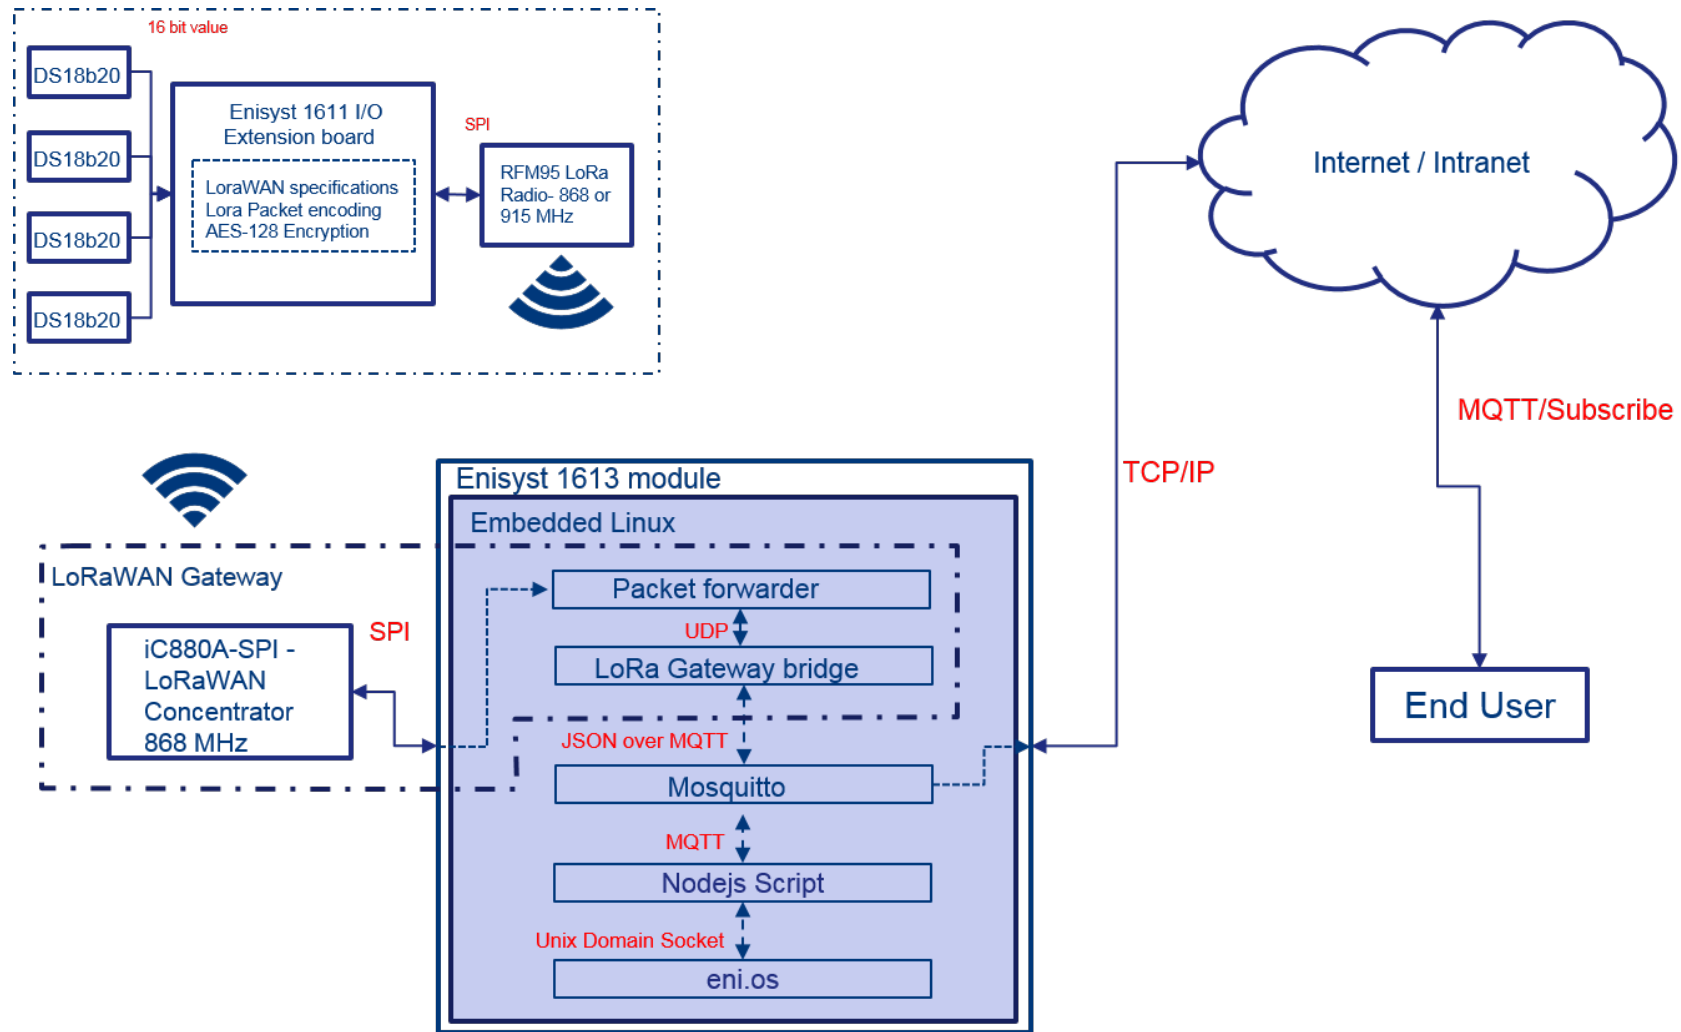 16 bit value
DS18b20
DS18b20
DS18b20
DS18b20
Enisyst 1611 I/O
Extension board
LoraWAN specifications
Lora Packet encoding
AES-128 Encryption
SPI
RFM95 LoRa
Radio- 868 or
915 MHz
Internet / Intranet
MQTT/Subscribe
TCP/IP
End User
Enisyst 1613 module
Embedded Linux
LoRaWAN Gateway
iC880A-SPI -
LoRaWAN
Concentrator
868 MHz
SPI
Packet forwarder
UDP
LoRa Gateway bridge
JSON over MQTT
Mosquitto
MQTT
Nodejs Script
Unix Domain Socket
eni.os